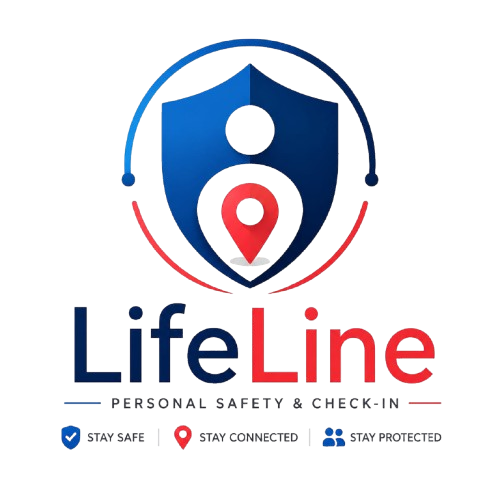 LifeLine
PERSONAL SAFETY & CHECK-IN
STAY SAFE STAY CONNECTED STAY PROTECTED